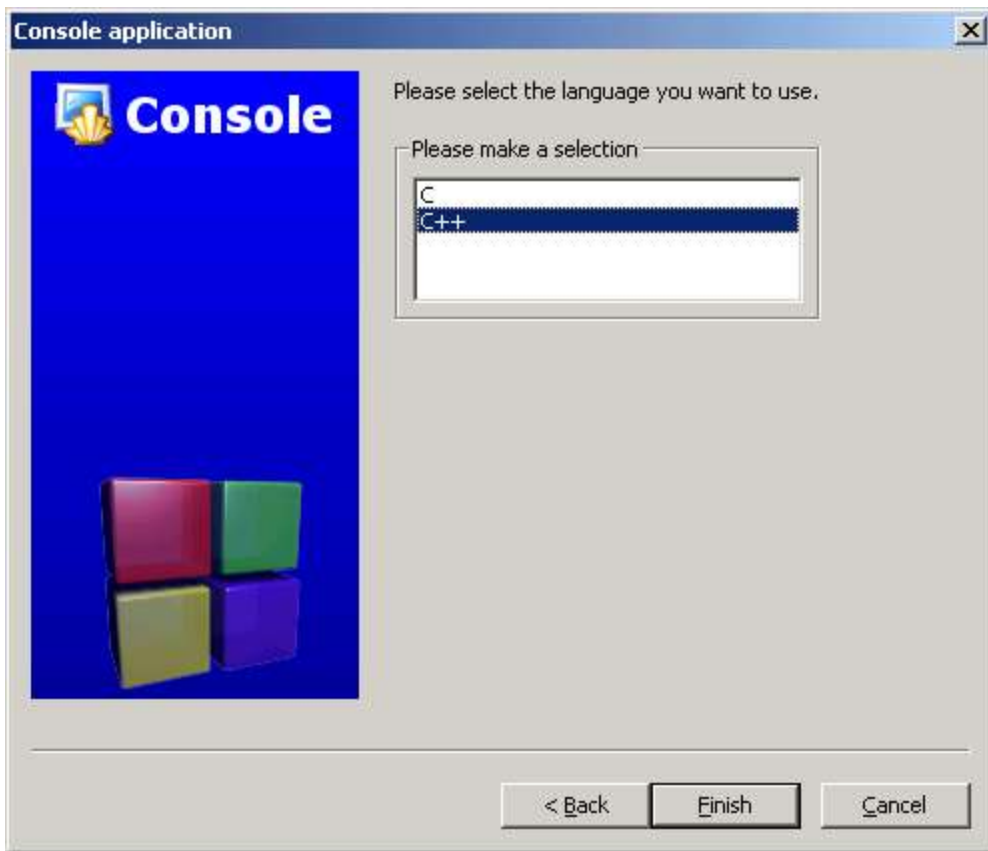 Console application
Console
Please select the language you want to use.
Please make a selection
C
C++
< Back
Finish
Cancel